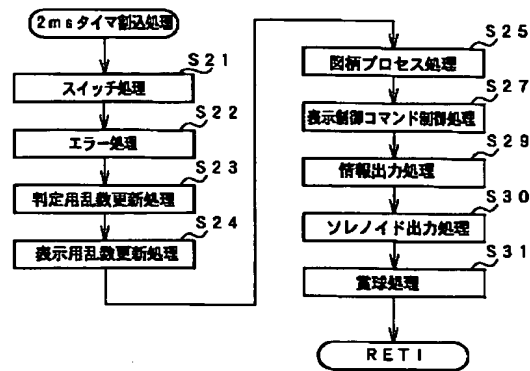 2msタイマ割込処理
S21
スイッチ処理
S22
エラー処理
S23
判定用乱数更新処理
S24
表示用乱数更新処理
S25
図柄プロセス処理
S27
表示制御コマンド制御処理
S29
情報出力処理
S30
ソレノイド出力処理
S31
賞球処理
RETI